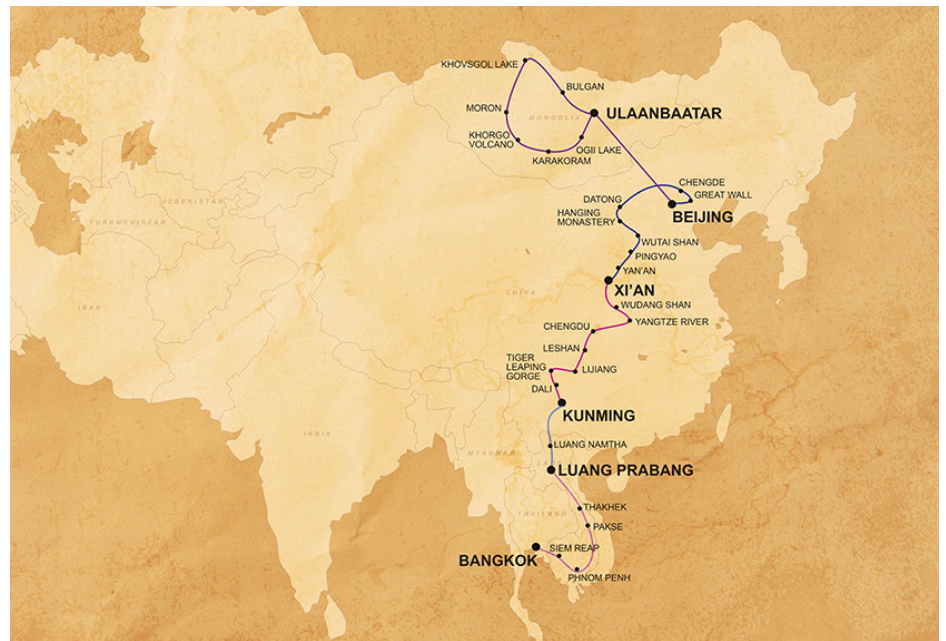 KHOVSGOL LAKE
BULGAN
MORON
MONGOLIA
ULAANBAATAR
KHORGO
VOLCANO
OGII LAKE
KARAKORAM
CHENGDE
GREAT WALL
DATONG
BEIJING
HANGING
MONASTERY
UZBEKISTAN
TURKMENISTAN
WUTAI SHAN
PINGYAO
YAN'AN
XI'AN
CHINA
IRAN
WUDANG SHAN
YANGTZE RIVER
CHENGDU
LESHAN
TIGER
LEAPING
GORGE
LIJIANG
DALI
KUNMING
INDIA
LUANG NAMTHA
MYANMAR
LUANG PRABANG
THAKHEK
THAILAND
PAKSE
SIEM REAP
BANGKOK
PHNOM PENH